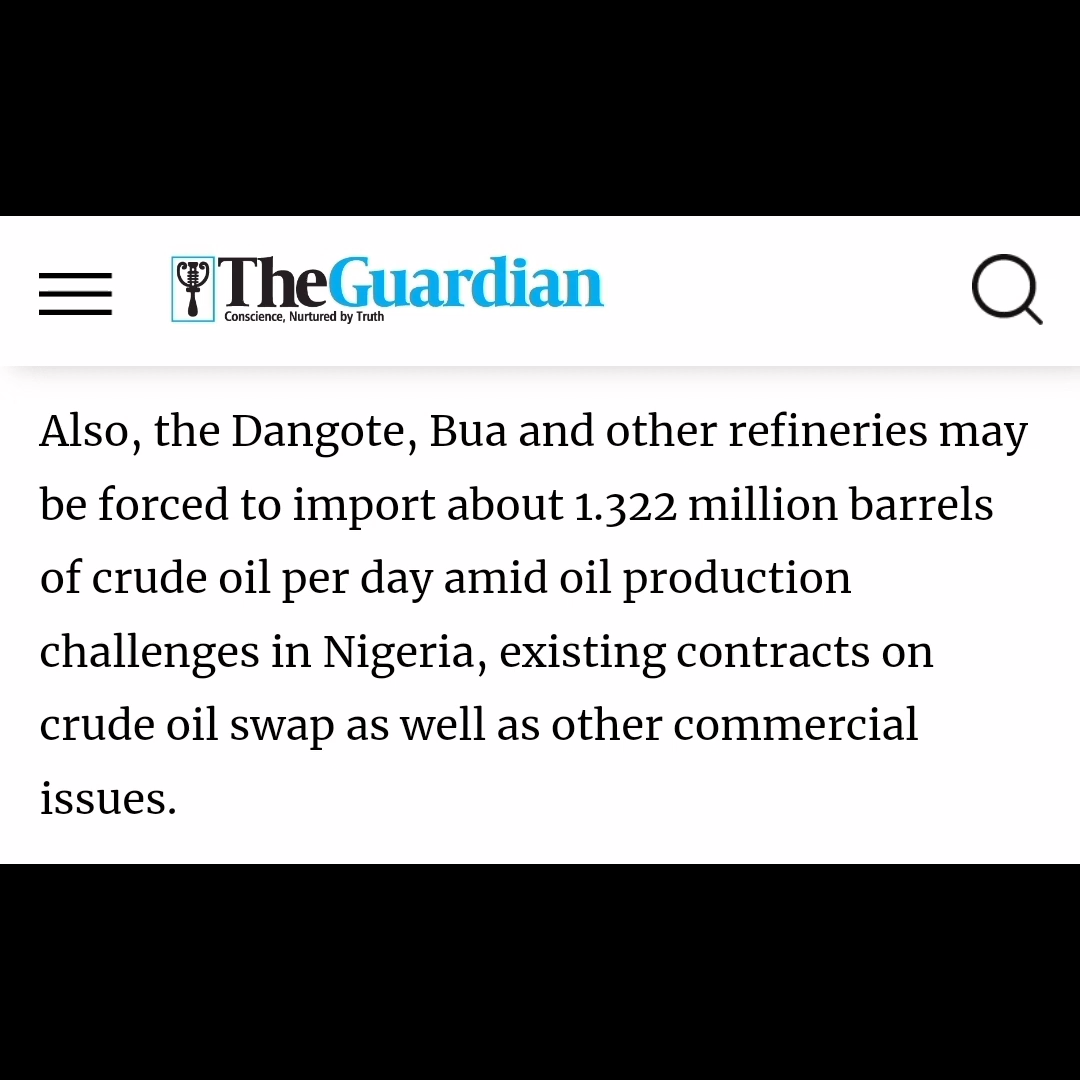 TheGuardian
Conscience, Nurtured by Truth
Also, the Dangote, Bua and other refineries may
be forced to import about 1.322 million barrels
of crude oil per day amid oil production
challenges in Nigeria, existing contracts on
crude oil swap as well as other commercial
issues.